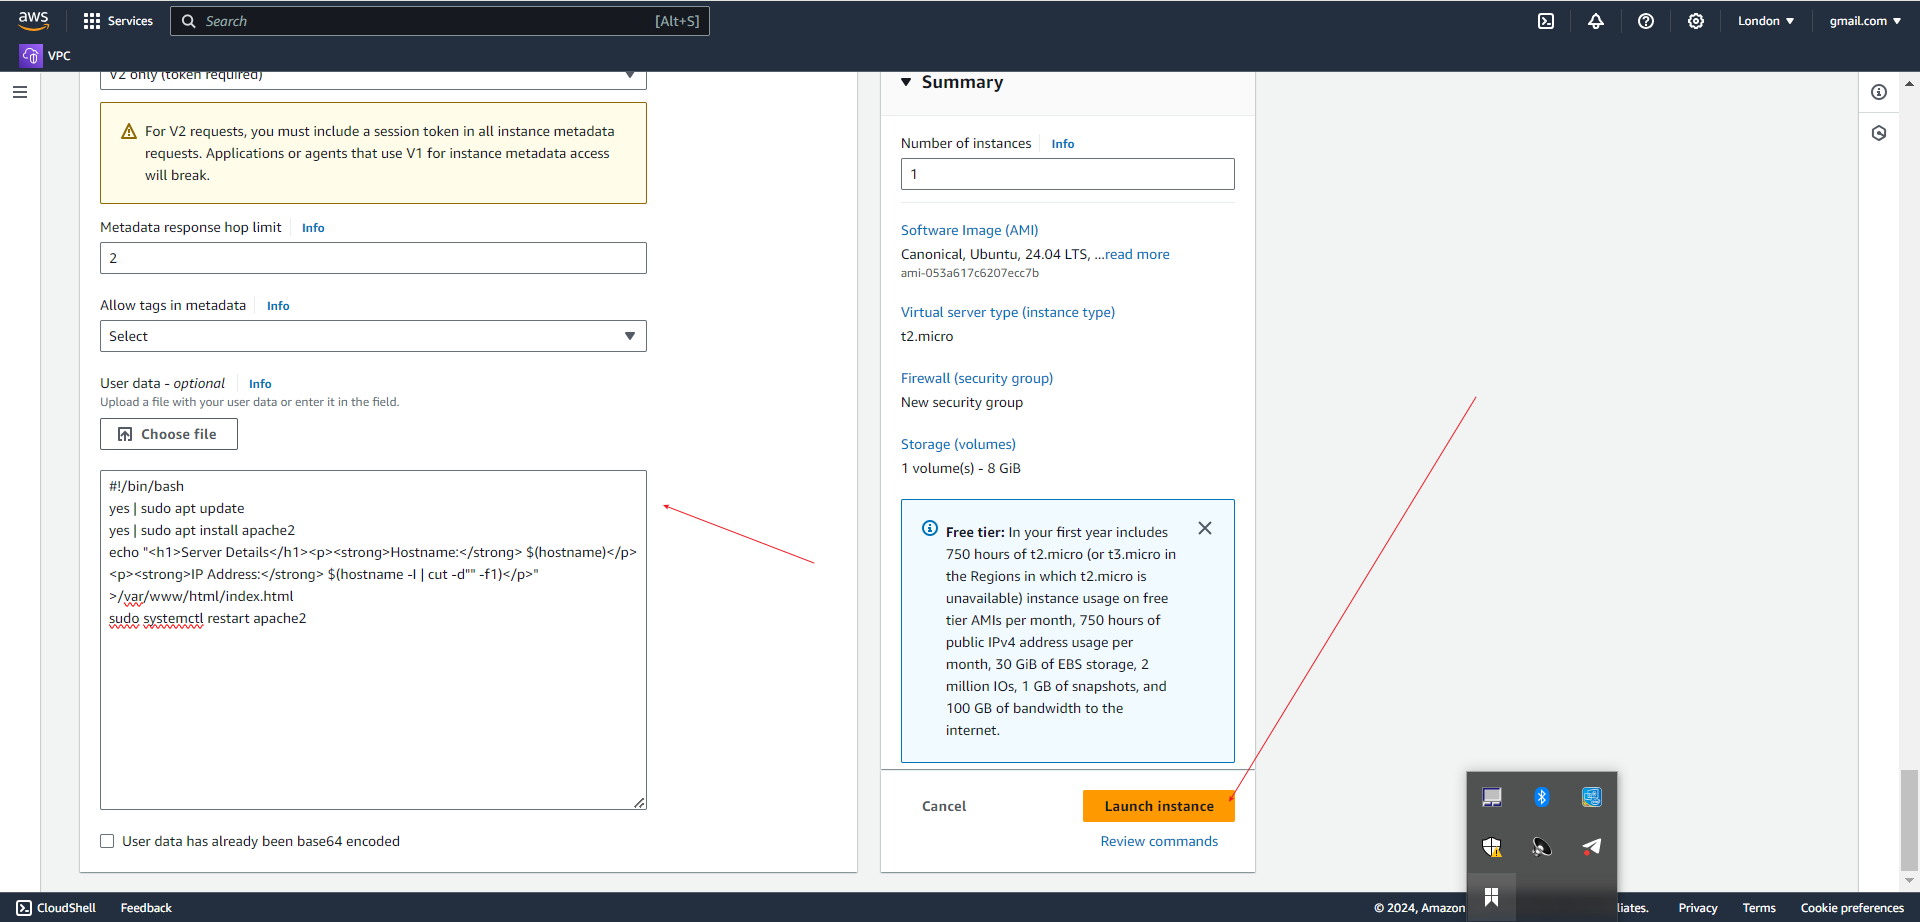 aws
Services
Search
[Alt+S]
London
gmail.com
VPC
V2 only (token required)
For V2 requests, you must include a session token in all instance metadata
requests. Applications or agents that use V1 for instance metadata access
will break.
Metadata response hop limit
Info
2
Allow tags in metadata
Info
Select
User data - optional
Info
Upload a file with your user data or enter it in the field.
Choose file
#!/bin/bash
yes | sudo apt update
yes | sudo apt install apache2
echo "<h1>Server Details</h1><p><strong>Hostname:</strong> $(hostname)</p>
<p><strong>IP Address:</strong> $(hostname -I | cut -d"" -f1)</p>"
>/var/www/html/index.html
sudo systemctl restart apache2
User data has already been base64 encoded
Summary
Number of instances
Info
1
Software Image (AMI)
Canonical, Ubuntu, 24.04 LTS, ...read more
ami-053a617c6207ecc7b
Virtual server type (instance type)
t2.micro
Firewall (security group)
New security group
Storage (volumes)
1 volume(s) - 8 GiB
Free tier: In your first year includes
750 hours of t2.micro (or t3.micro in
the Regions in which t2.micro is
unavailable) instance usage on free
tier AMIs per month, 750 hours of
public IPv4 address usage per
month, 30 GiB of EBS storage, 2
million IOs, 1 GB of snapshots, and
100 GB of bandwidth to the
internet.
Cancel
Launch instance
Review commands
CloudShell
Feedback
© 2024, Amazon
liates.
Privacy
Terms
Cookie preferences